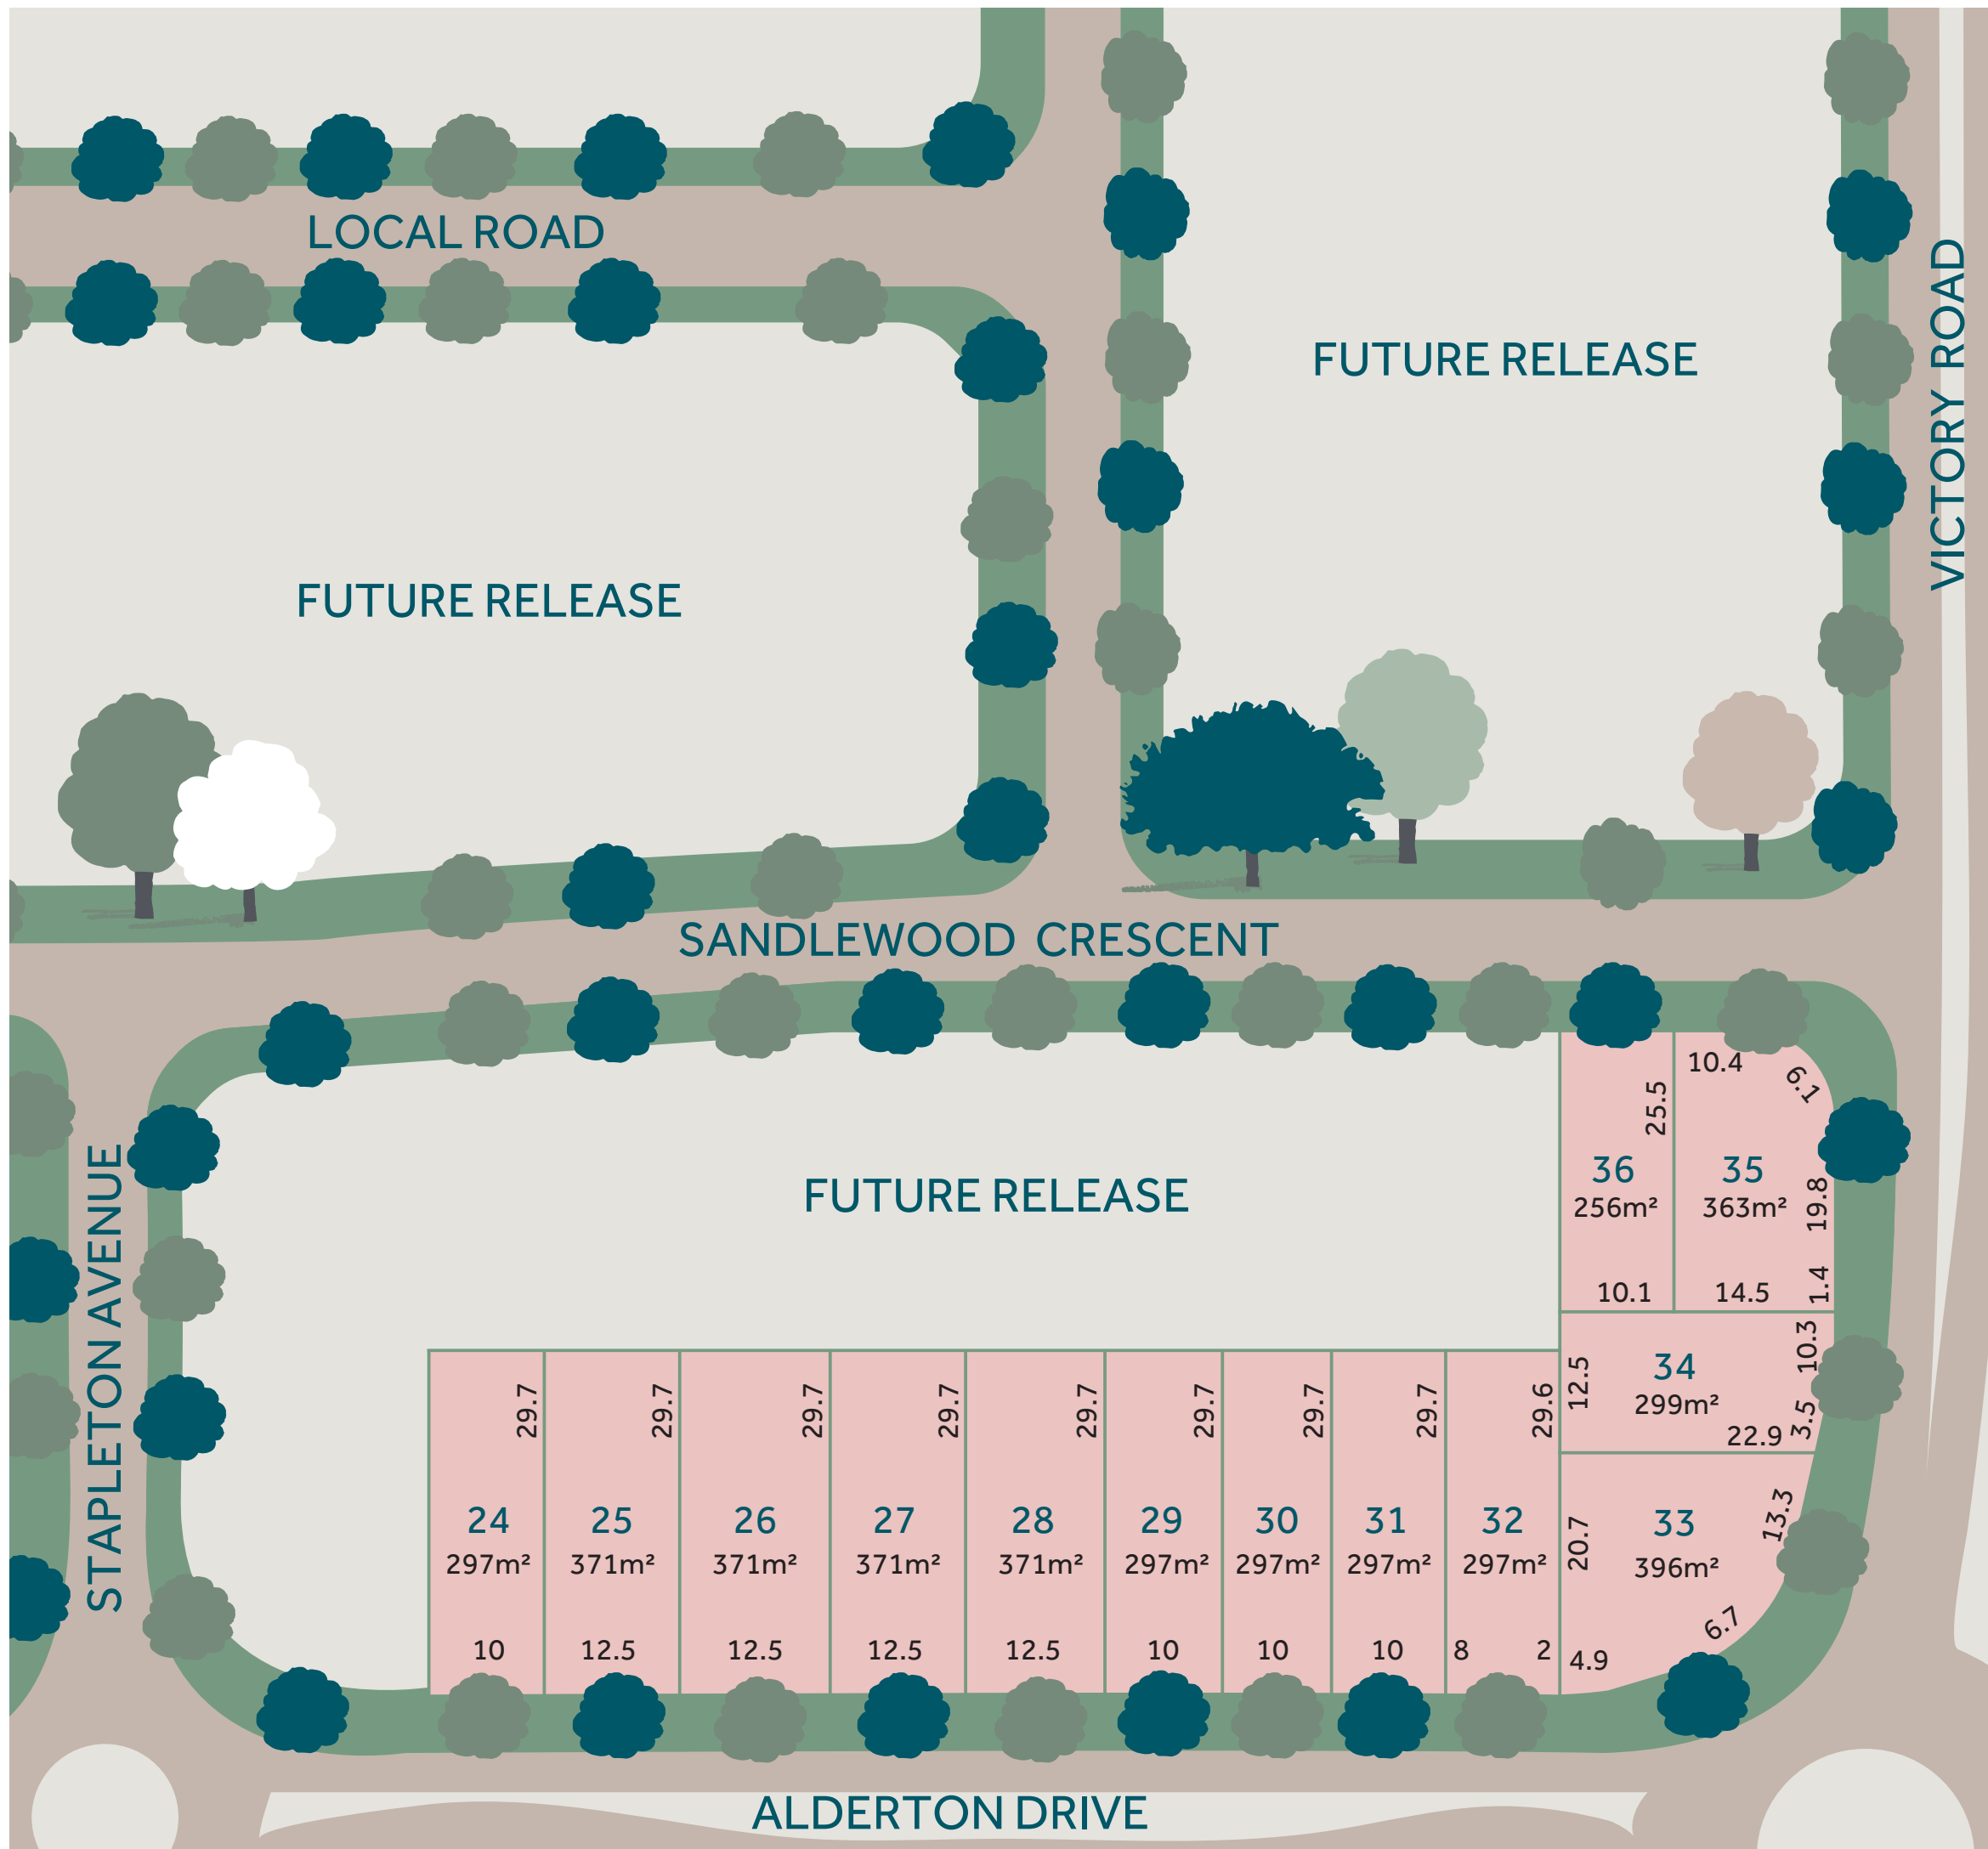 LOCAL ROAD
VICTORY ROAD
FUTURE RELEASE
FUTURE RELEASE
SANDLEWOOD CRESCENT
STAPLETON AVENUE
FUTURE RELEASE
10.4
6.1
25.5
36
256m²
10.1
35
363m²
19.8
14.5
1.4
34
299m²
12.5
10.3
3.5
22.9
29.7
29.7
29.7
29.7
29.7
29.7
29.7
29.7
29.6
24
297m²
10
25
371m²
12.5
26
371m²
12.5
27
371m²
12.5
28
371m²
12.5
29
297m²
10
30
297m²
10
31
297m²
10
32
297m²
8
2
33
396m²
20.7
13.3
6.7
4.9
ALDERTON DRIVE